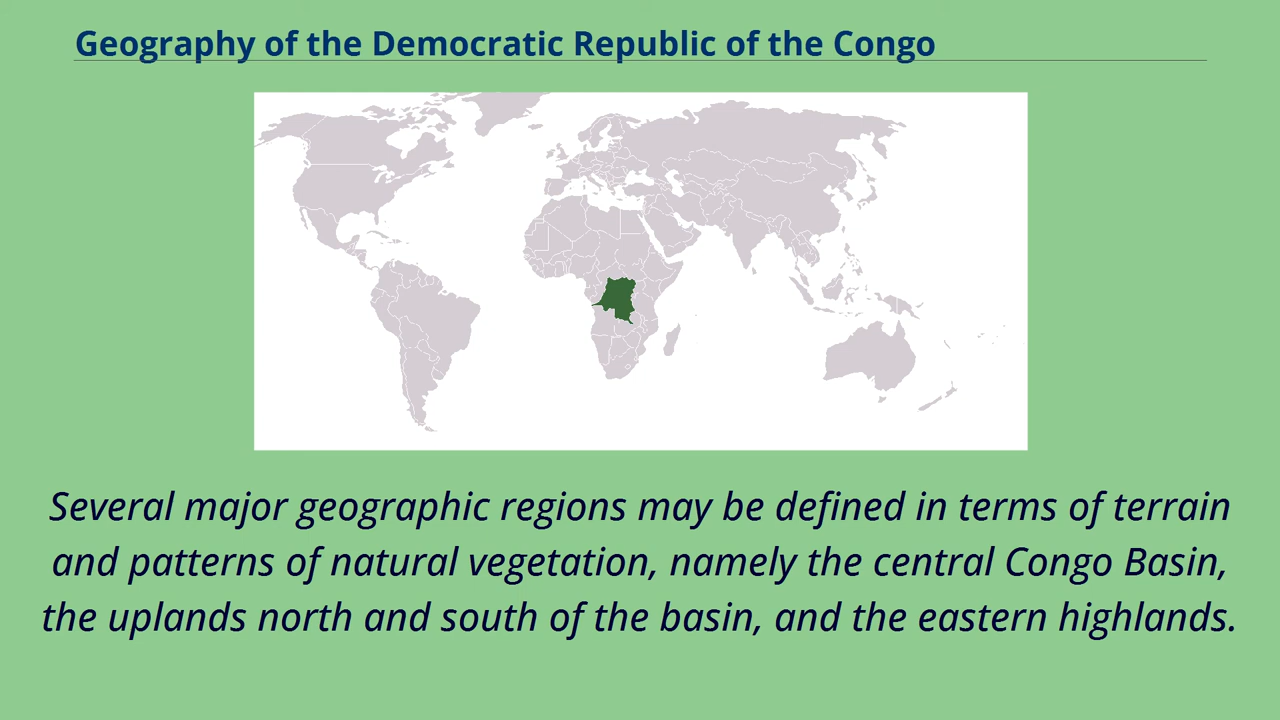 Geography of the Democratic Republic of the Congo
Several major geographic regions may be defined in terms of terrain
and patterns of natural vegetation, namely the central Congo Basin,
the uplands north and south of the basin, and the eastern highlands.